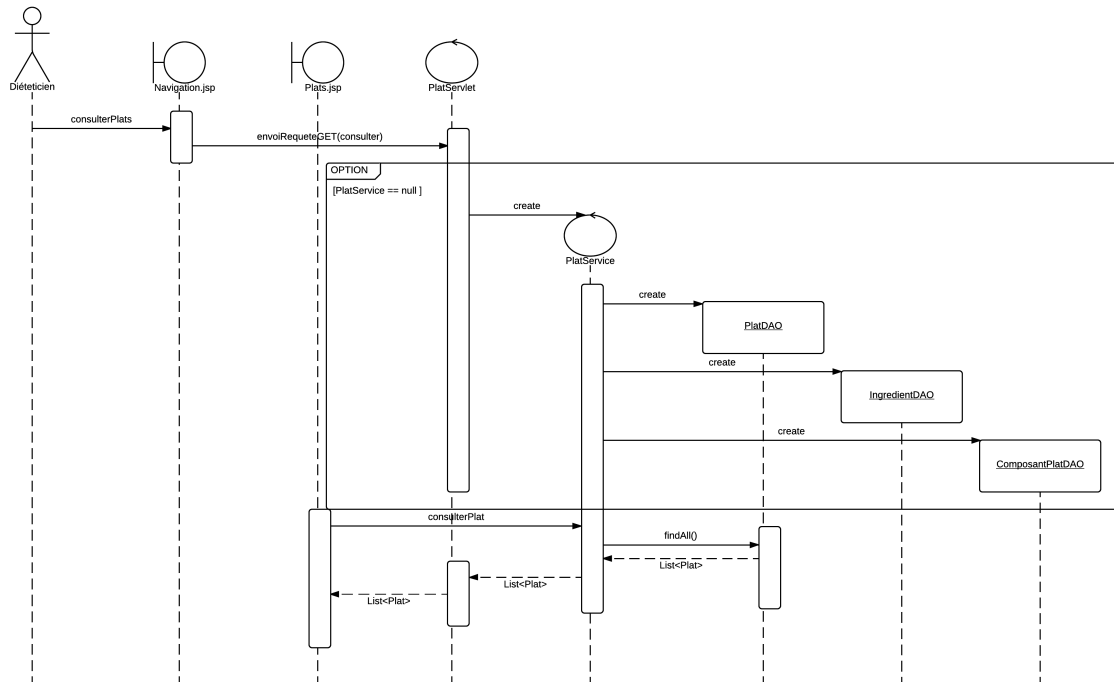 Diéteticien
Navigation.jsp
Plats.jsp
PlatServlet
consulterPlats
envoiRequeteGET(consulter)
OPTION
[PlatService == null ]
create
PlatService
create
PlatDAO
create
IngredientDAO
create
ComposantPlatDAO
consulterPlat
findAll()
List<Plat>
List<Plat>
List<Plat>